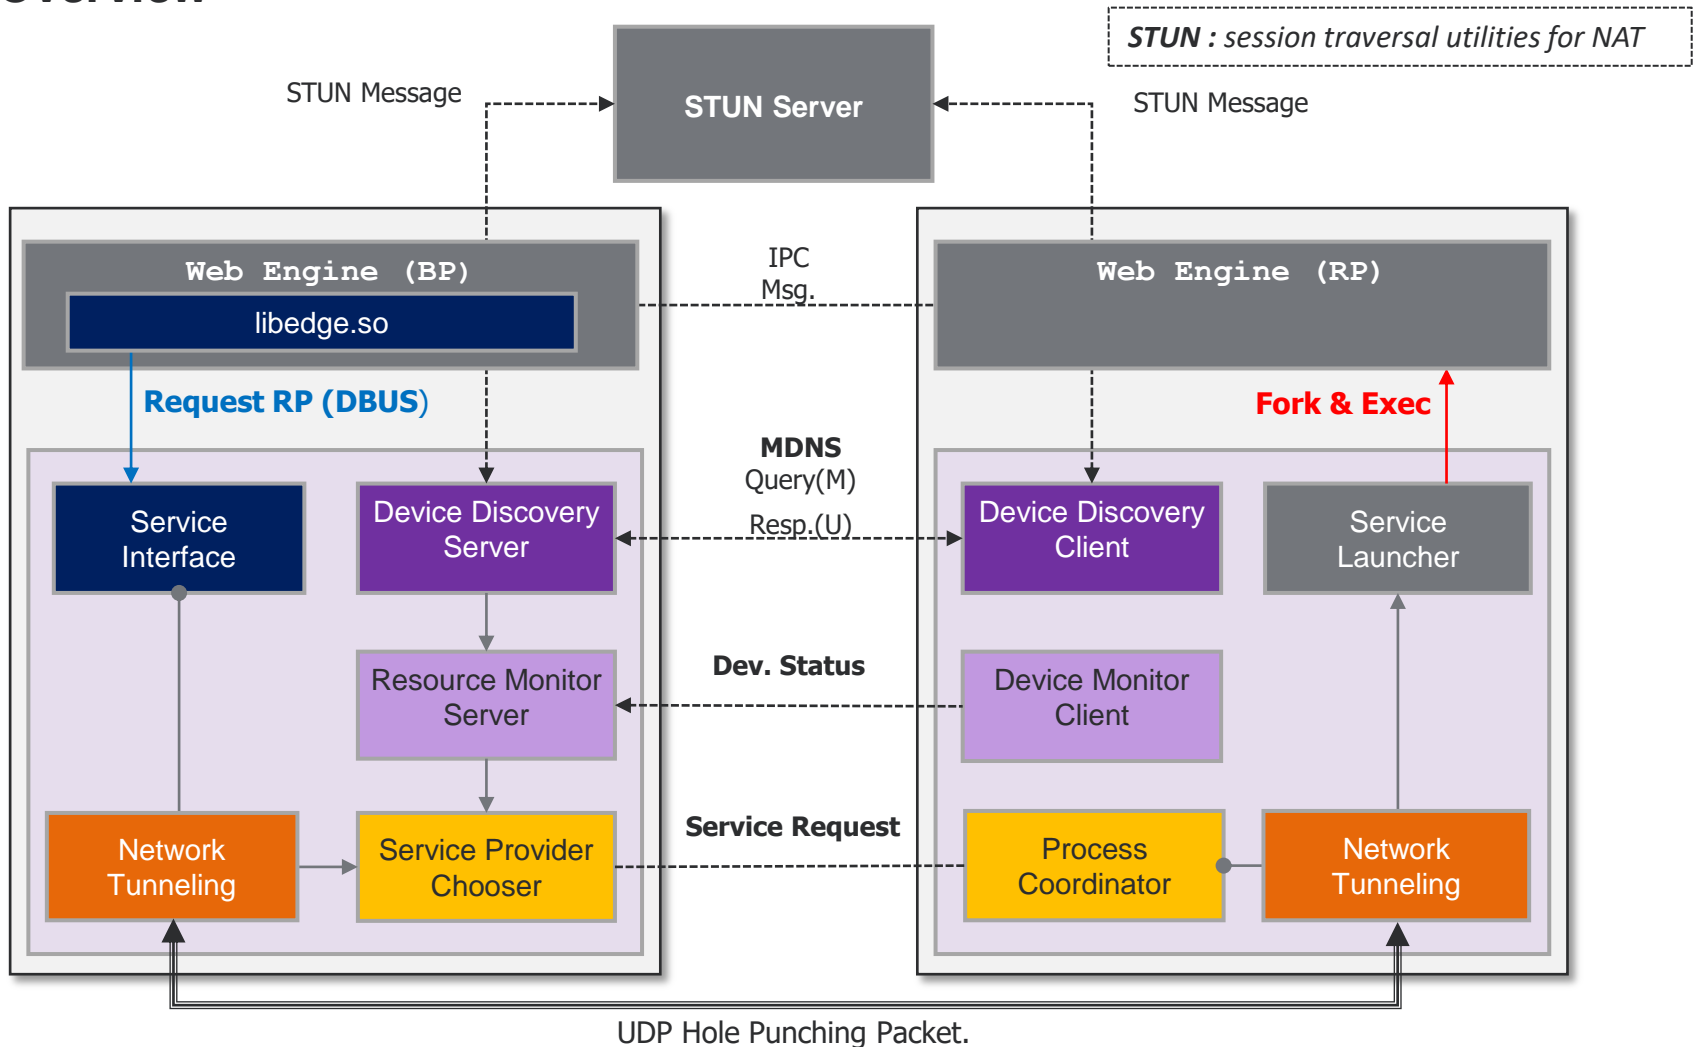 Overview
STUN : session traversal utilities for NAT
STUN Message
STUN Server
STUN Message
Web Engine (BP)
libedge.so
IPC
Msg.
Web Engine (RP)
Request RP (DBUS)
Fork & Exec
MDNS
Query(M)
Resp.(U)
Service
Interface
Device Discovery
Server
Device Discovery
Client
Service
Launcher
Resource Monitor
Server
Dev. Status
Device Monitor
Client
Network
Tunneling
Service Provider
Chooser
Service Request
Process
Coordinator
Network
Tunneling
UDP Hole Punching Packet.